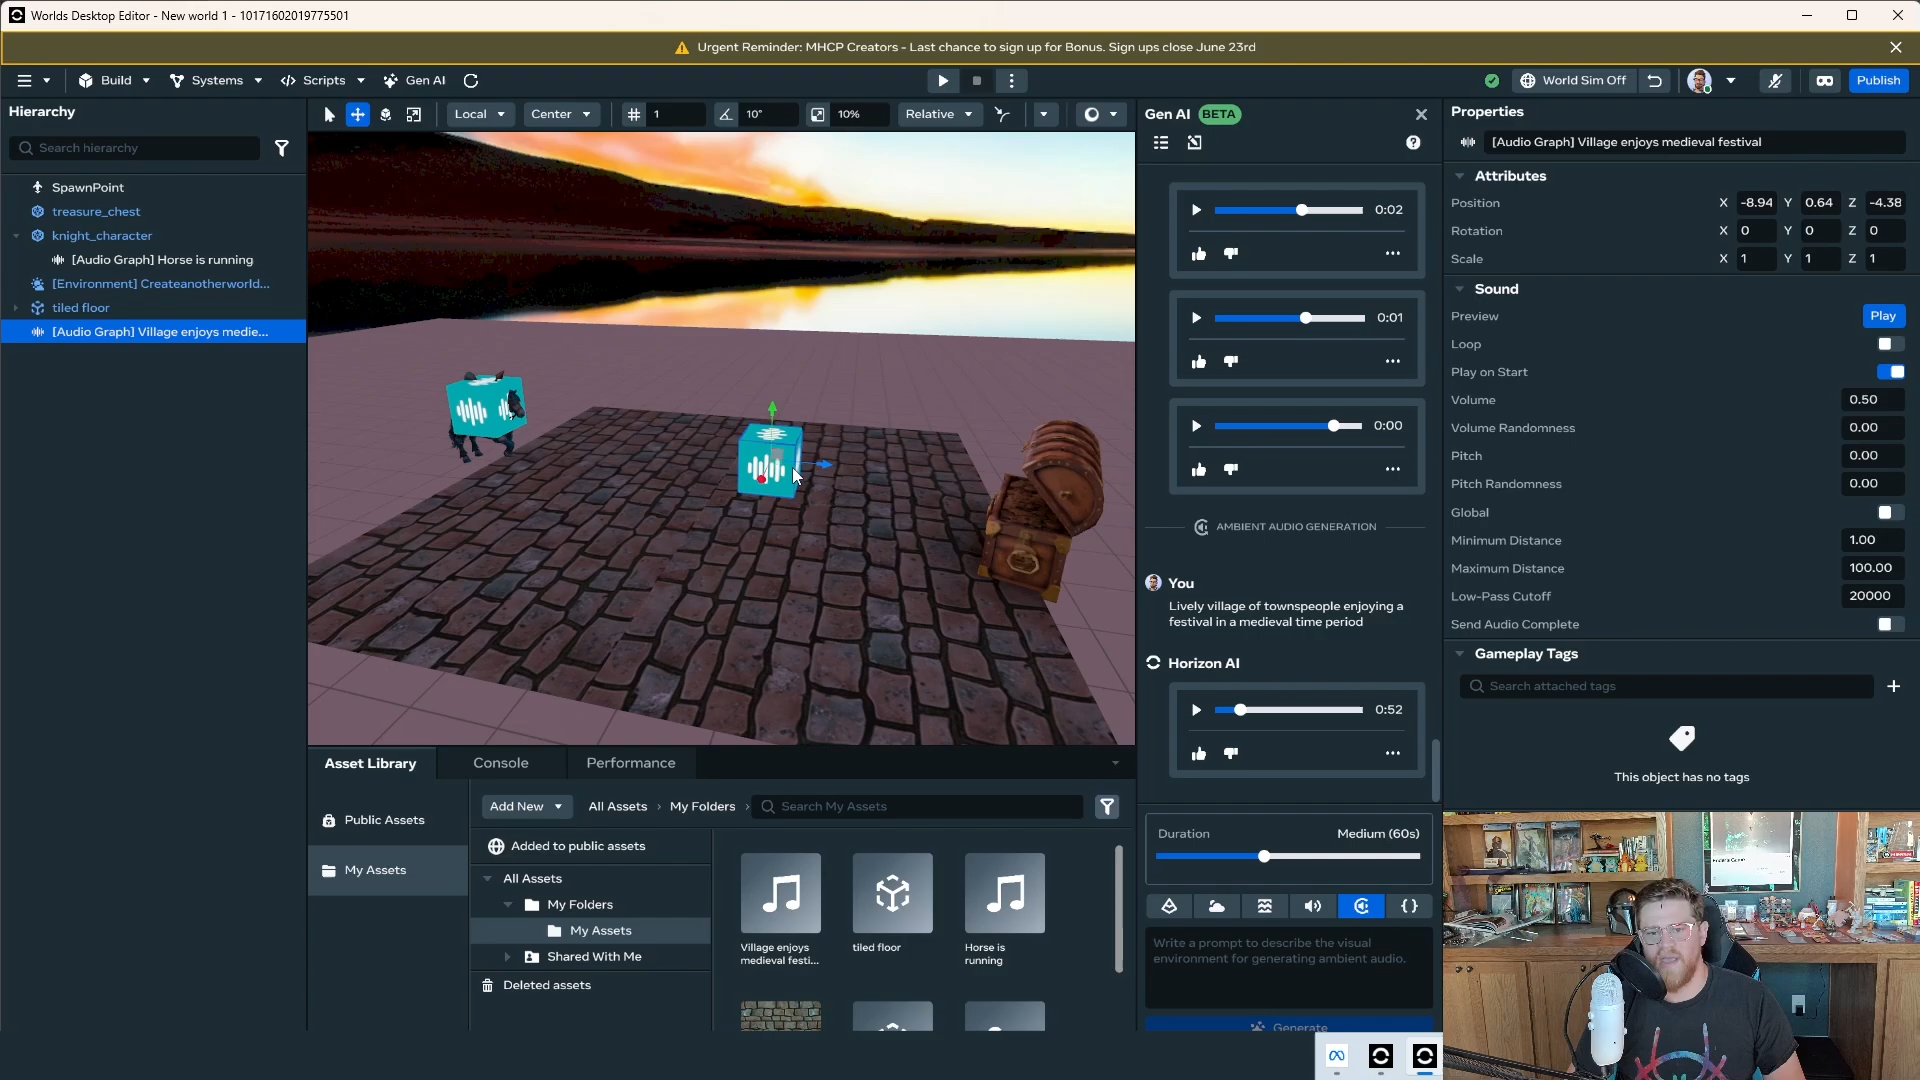 Worlds Desktop Editor - New world 1 - 10171602019775501
Urgent Reminder: MHCP Creators - Last chance to sign up for Bonus. Sign ups close June 23rd
Build
Systems
Scripts
Gen AI
World Sim Off
Publish
Hierarchy
Search hierarchy
SpawnPoint
treasure_chest
knight_character
[Audio Graph] Horse is running
[Environment] Createanotherworld...
tiled floor
[Audio Graph] Village enjoys medie...
Local
Center
1
10°
10%
Relative
Gen AI BETA
0:02
0:01
0:00
AMBIENT AUDIO GENERATION
You
Lively village of townspeople enjoying a
festival in a medieval time period
Horizon AI
0:52
Duration
Medium (60s)
Write a prompt to describe the visual
environment for generating ambient audio.
Generate
Properties
[Audio Graph] Village enjoys medieval festival
Attributes
Position X -8.94 Y 0.64 Z -4.38
Rotation X 0 Y 0 Z 0
Scale X 1 Y 1 Z 1
Sound
Preview Play
Loop
Play on Start
Volume 0.50
Volume Randomness 0.00
Pitch 0.00
Pitch Randomness 0.00
Global
Minimum Distance 1.00
Maximum Distance 100.00
Low-Pass Cutoff 20000
Send Audio Complete
Gameplay Tags
Search attached tags
This object has no tags
Asset Library
Console
Performance
Public Assets
My Assets
Add New
All Assets › My Folders ›
Search My Assets
Added to public assets
All Assets
My Folders
My Assets
Shared With Me
Deleted assets
Village enjoys
medieval festi...
tiled floor
Horse is
running